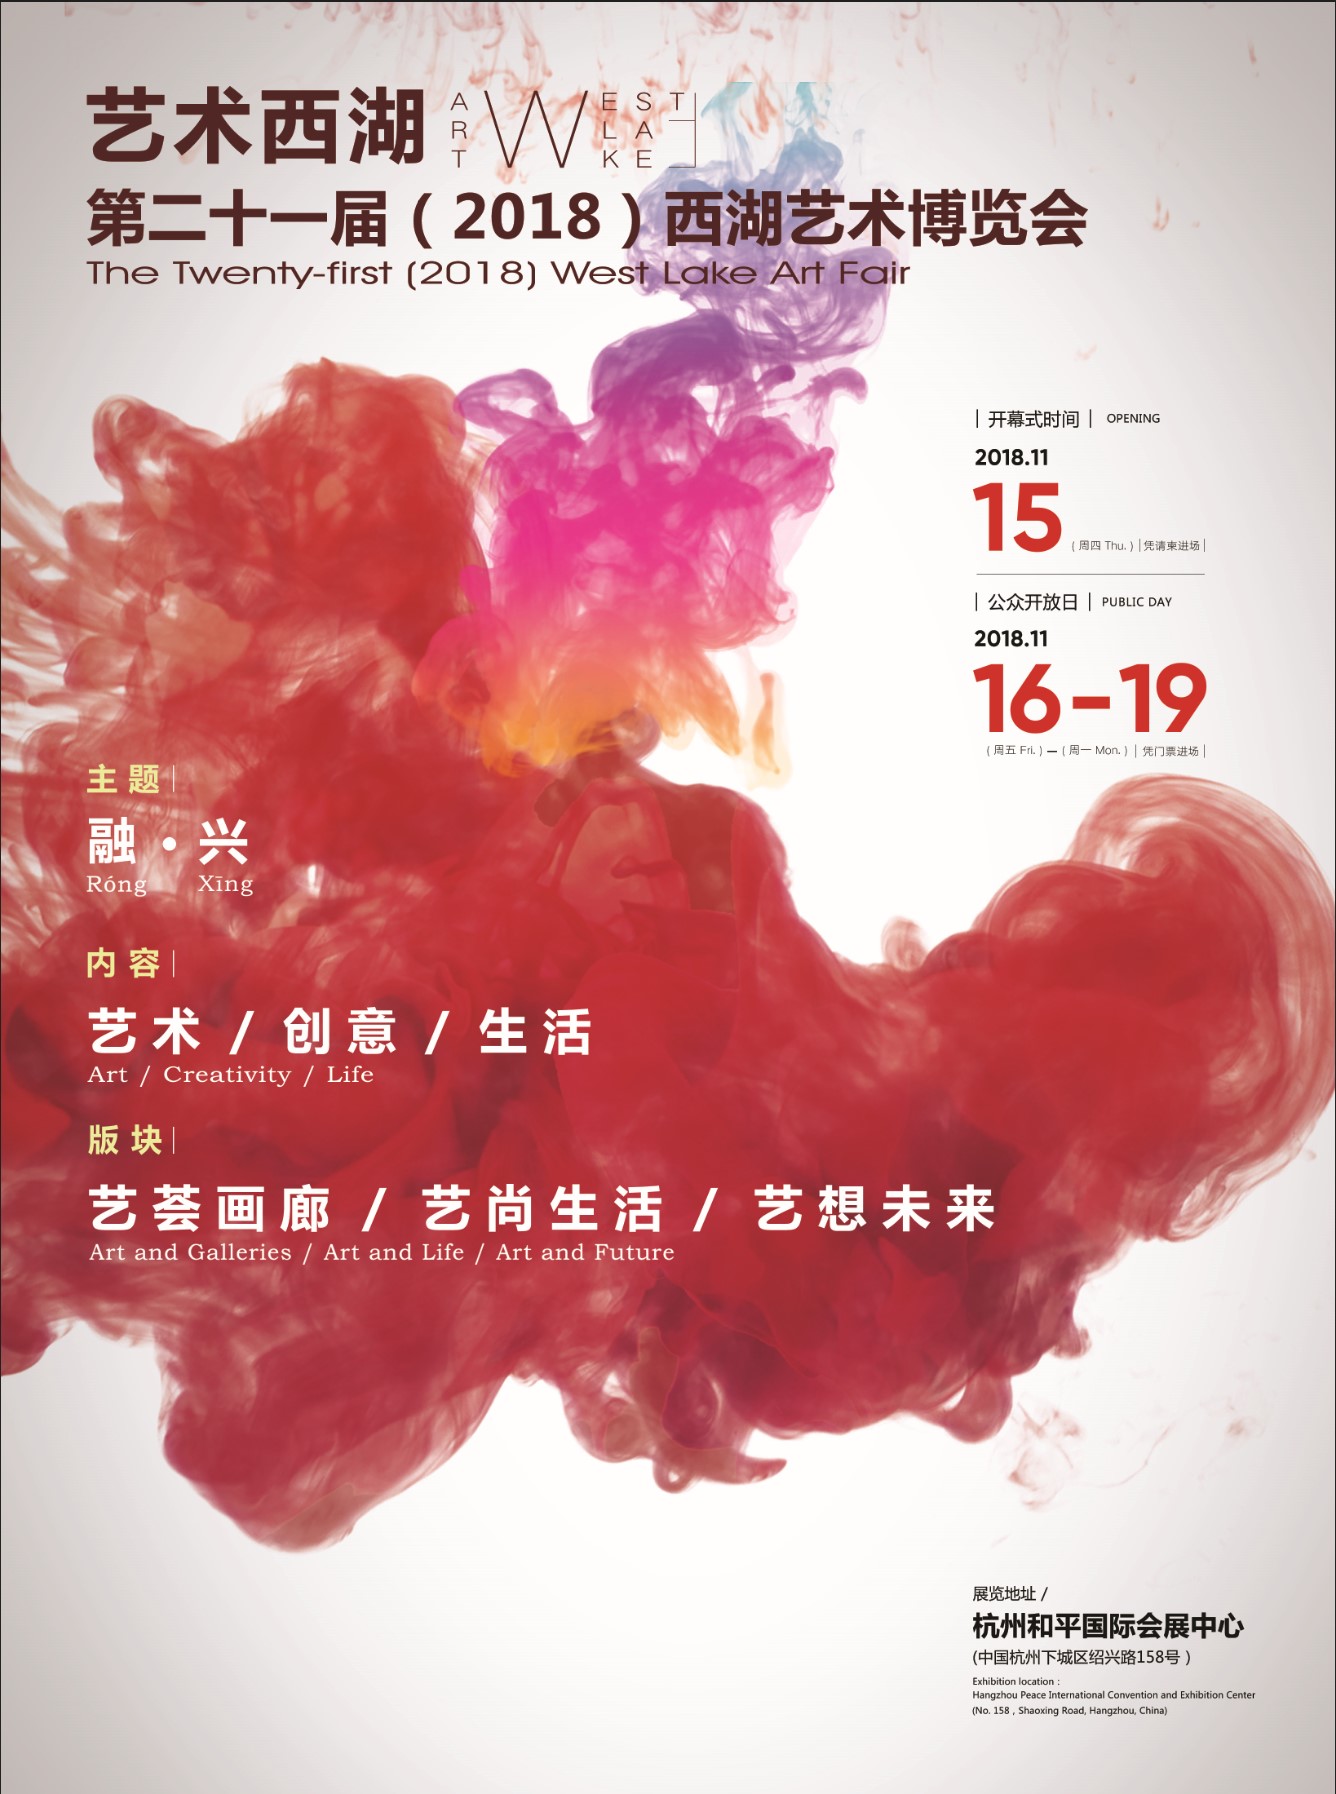 艺术西湖
ART WEST LAKE
第二十一届（2018）西湖艺术博览会
The Twenty-first (2018) West Lake Art Fair
| 开幕式时间 | OPENING
2018.11
15 ( 周四 Thu. ) | 凭请柬进场 |
| 公众开放日 | PUBLIC DAY
2018.11
16-19
( 周五 Fri. ) — ( 周一 Mon. ) | 凭门票进场 |
主题|
融·兴
Róng Xīng
内容|
艺术 / 创意 / 生活
Art / Creativity / Life
版块|
艺荟画廊 / 艺尚生活 / 艺想未来
Art and Galleries / Art and Life / Art and Future
展览地址 /
杭州和平国际会展中心
(中国杭州下城区绍兴路158号 )
Exhibition location :
Hangzhou Peace International Convention and Exhibition Center
(No. 158 , Shaoxing Road, Hangzhou, China)